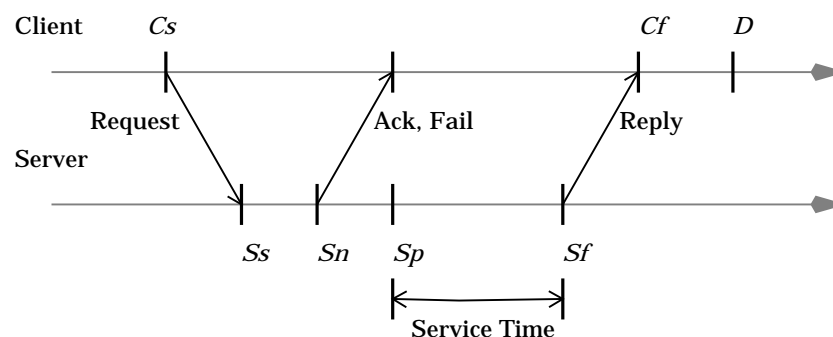 Client Cs Cf D
Request Ack, Fail Reply
Server
Ss Sn Sp Sf
Service Time